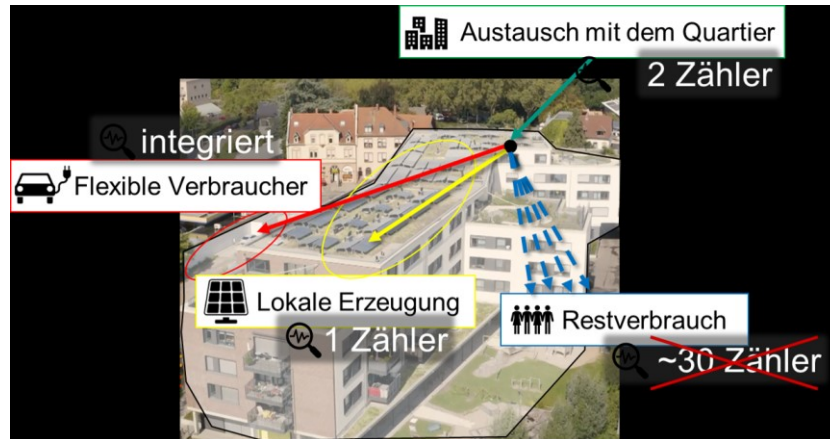 Austausch mit dem Quartier
2 Zähler
integriert
Flexible Verbraucher
Lokale Erzeugung
1 Zähler
Restverbrauch
~30 Zähler